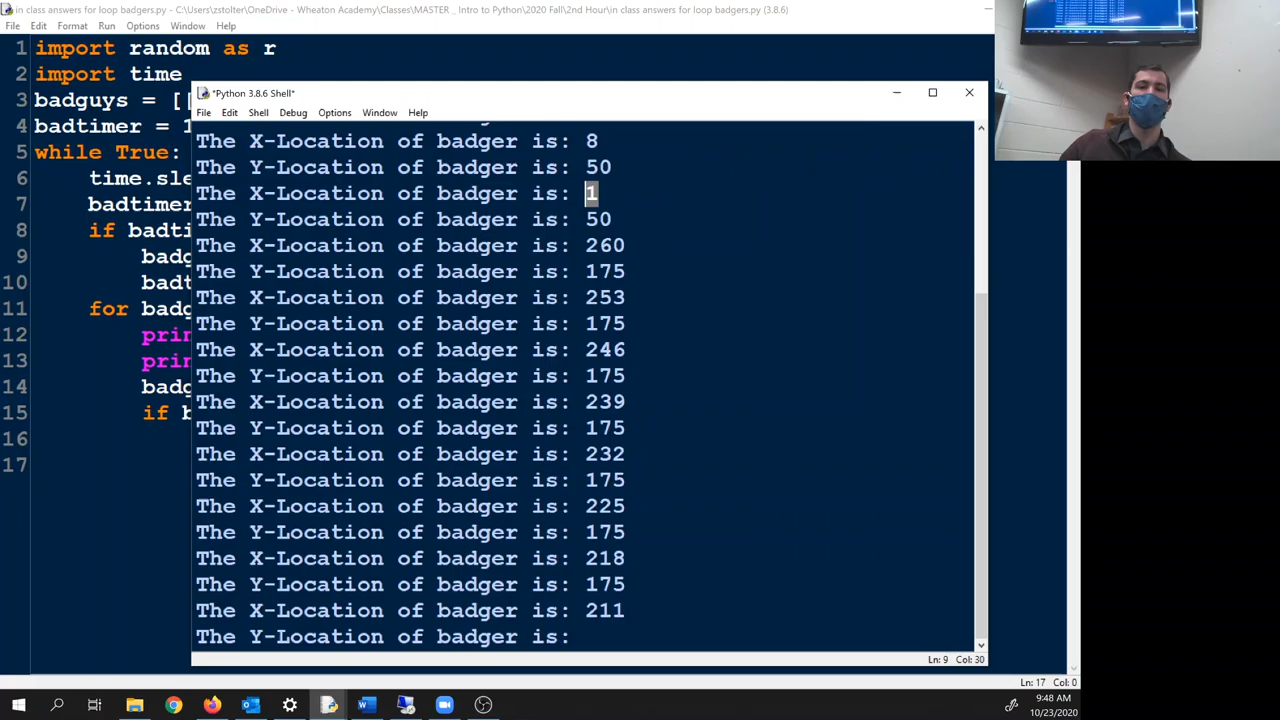 in class answers for loop badgers.py - C:\Users\zstolter\OneDrive - Wheaton Academy\Classes\MASTER _ Intro to Python\2020 Fall\2nd Hour\in class answers for loop badgers.py (3.8.6)
File Edit Format Run Options Window Help
1 import random as r
2 import time
3 badguys = [[
4 badtimer = 1
5 while True:
6 time.sle
7 badtimer
8 if badti
9 badg
10 badt
11 for badg
12 prin
13 prin
14 badg
15 if b
16
17
*Python 3.8.6 Shell*
File Edit Shell Debug Options Window Help
The X-Location of badger is: 8
The Y-Location of badger is: 50
The X-Location of badger is: 1
The Y-Location of badger is: 50
The X-Location of badger is: 260
The Y-Location of badger is: 175
The X-Location of badger is: 253
The Y-Location of badger is: 175
The X-Location of badger is: 246
The Y-Location of badger is: 175
The X-Location of badger is: 239
The Y-Location of badger is: 175
The X-Location of badger is: 232
The Y-Location of badger is: 175
The X-Location of badger is: 225
The Y-Location of badger is: 175
The X-Location of badger is: 218
The Y-Location of badger is: 175
The X-Location of badger is: 211
The Y-Location of badger is:
Ln: 9 Col: 30
Ln: 17 Col: 0
9:48 AM
10/23/2020